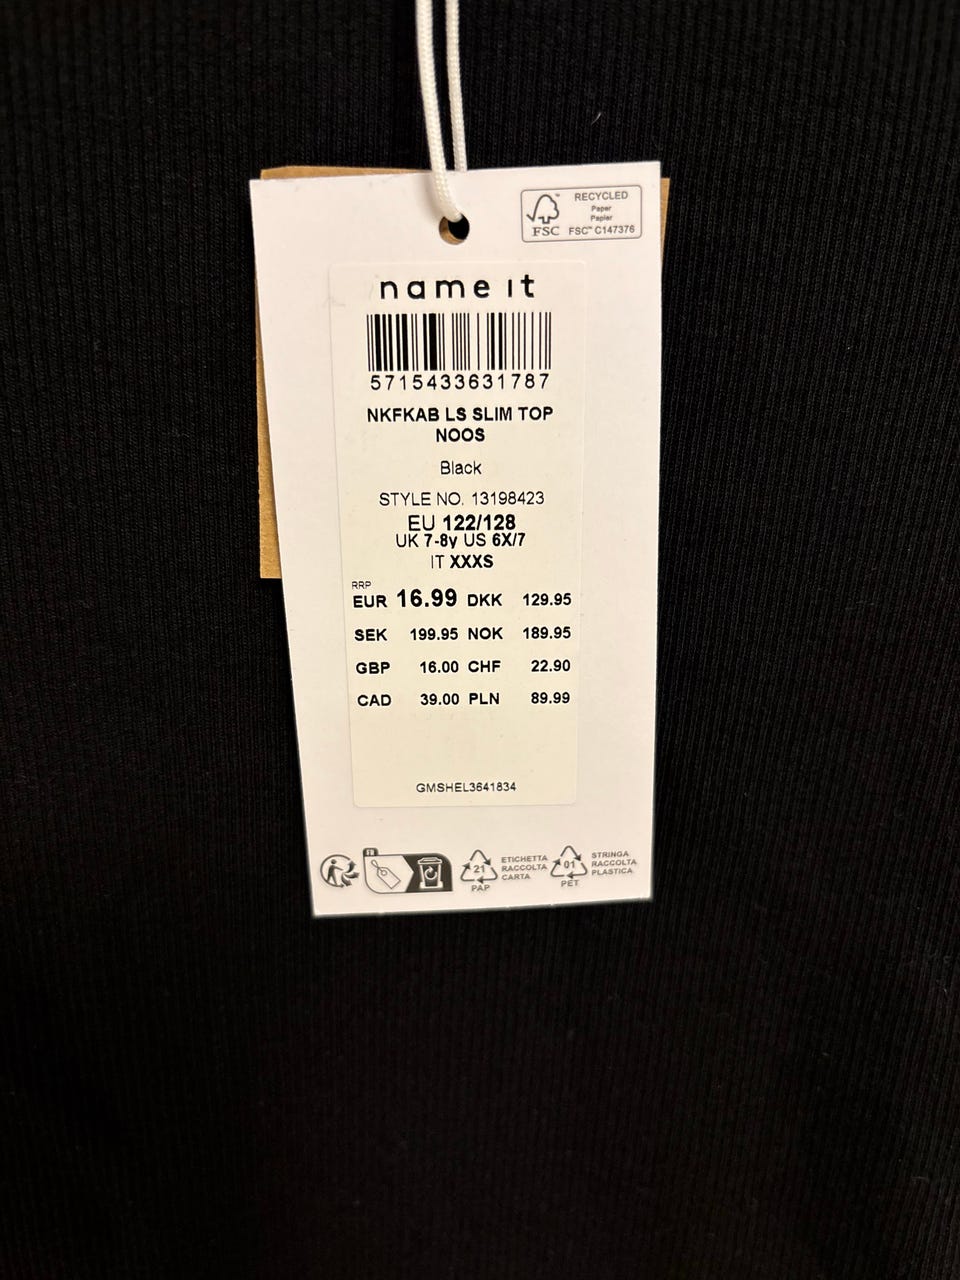 RECYCLED
Paper
Papier
FSC™ C147376
FSC
name it
5715433631787
NKFKAB LS SLIM TOP
NOOS
Black
STYLE NO. 13198423
EU 122/128
UK 7-8y US 6X/7
IT XXXS
RRP
EUR 16.99 DKK 129.95
SEK 199.95 NOK 189.95
GBP 16.00 CHF 22.90
CAD 39.00 PLN 89.99
GMSHEL3641834
FR
21
PAP
ETICHETTA
RACCOLTA
CARTA
01
PET
STRINGA
RACCOLTA
PLASTICA